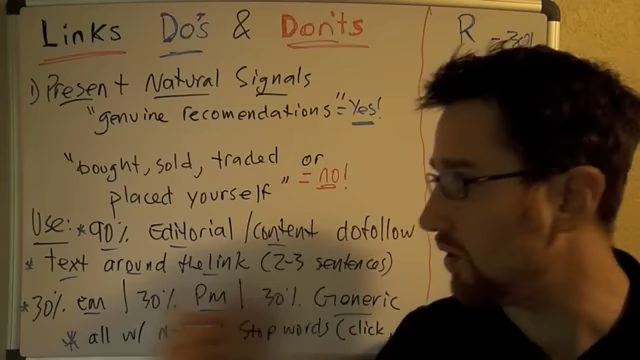 Links Do's & Don'ts
1) Present Natural Signals
"genuine recomendations" = Yes!
"bought, sold, traded or
placed yourself" = no!
Use: * 90% Editorial/content dofollow
* text around the link (2-3 sentences)
* 30% em | 30% Pm | 30% Generic
* all w/ stop words (click
R - 30%